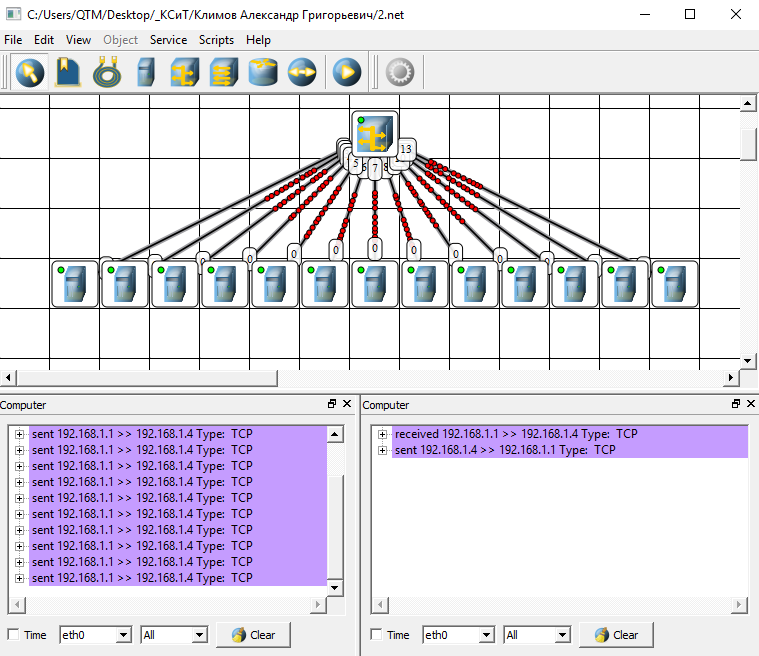 C:/Users/QTM/Desktop/_КСиТ/Климов Александр Григорьевич/2.net
File Edit View Object Service Scripts Help
13
5 6 7 8
0 0 0 0 0 0 0 0 0
Computer
sent 192.168.1.1 >> 192.168.1.4 Type: TCP
sent 192.168.1.1 >> 192.168.1.4 Type: TCP
sent 192.168.1.1 >> 192.168.1.4 Type: TCP
sent 192.168.1.1 >> 192.168.1.4 Type: TCP
sent 192.168.1.1 >> 192.168.1.4 Type: TCP
sent 192.168.1.1 >> 192.168.1.4 Type: TCP
sent 192.168.1.1 >> 192.168.1.4 Type: TCP
sent 192.168.1.1 >> 192.168.1.4 Type: TCP
sent 192.168.1.1 >> 192.168.1.4 Type: TCP
sent 192.168.1.1 >> 192.168.1.4 Type: TCP
Time eth0 All Clear
Computer
received 192.168.1.1 >> 192.168.1.4 Type: TCP
sent 192.168.1.4 >> 192.168.1.1 Type: TCP
Time eth0 All Clear